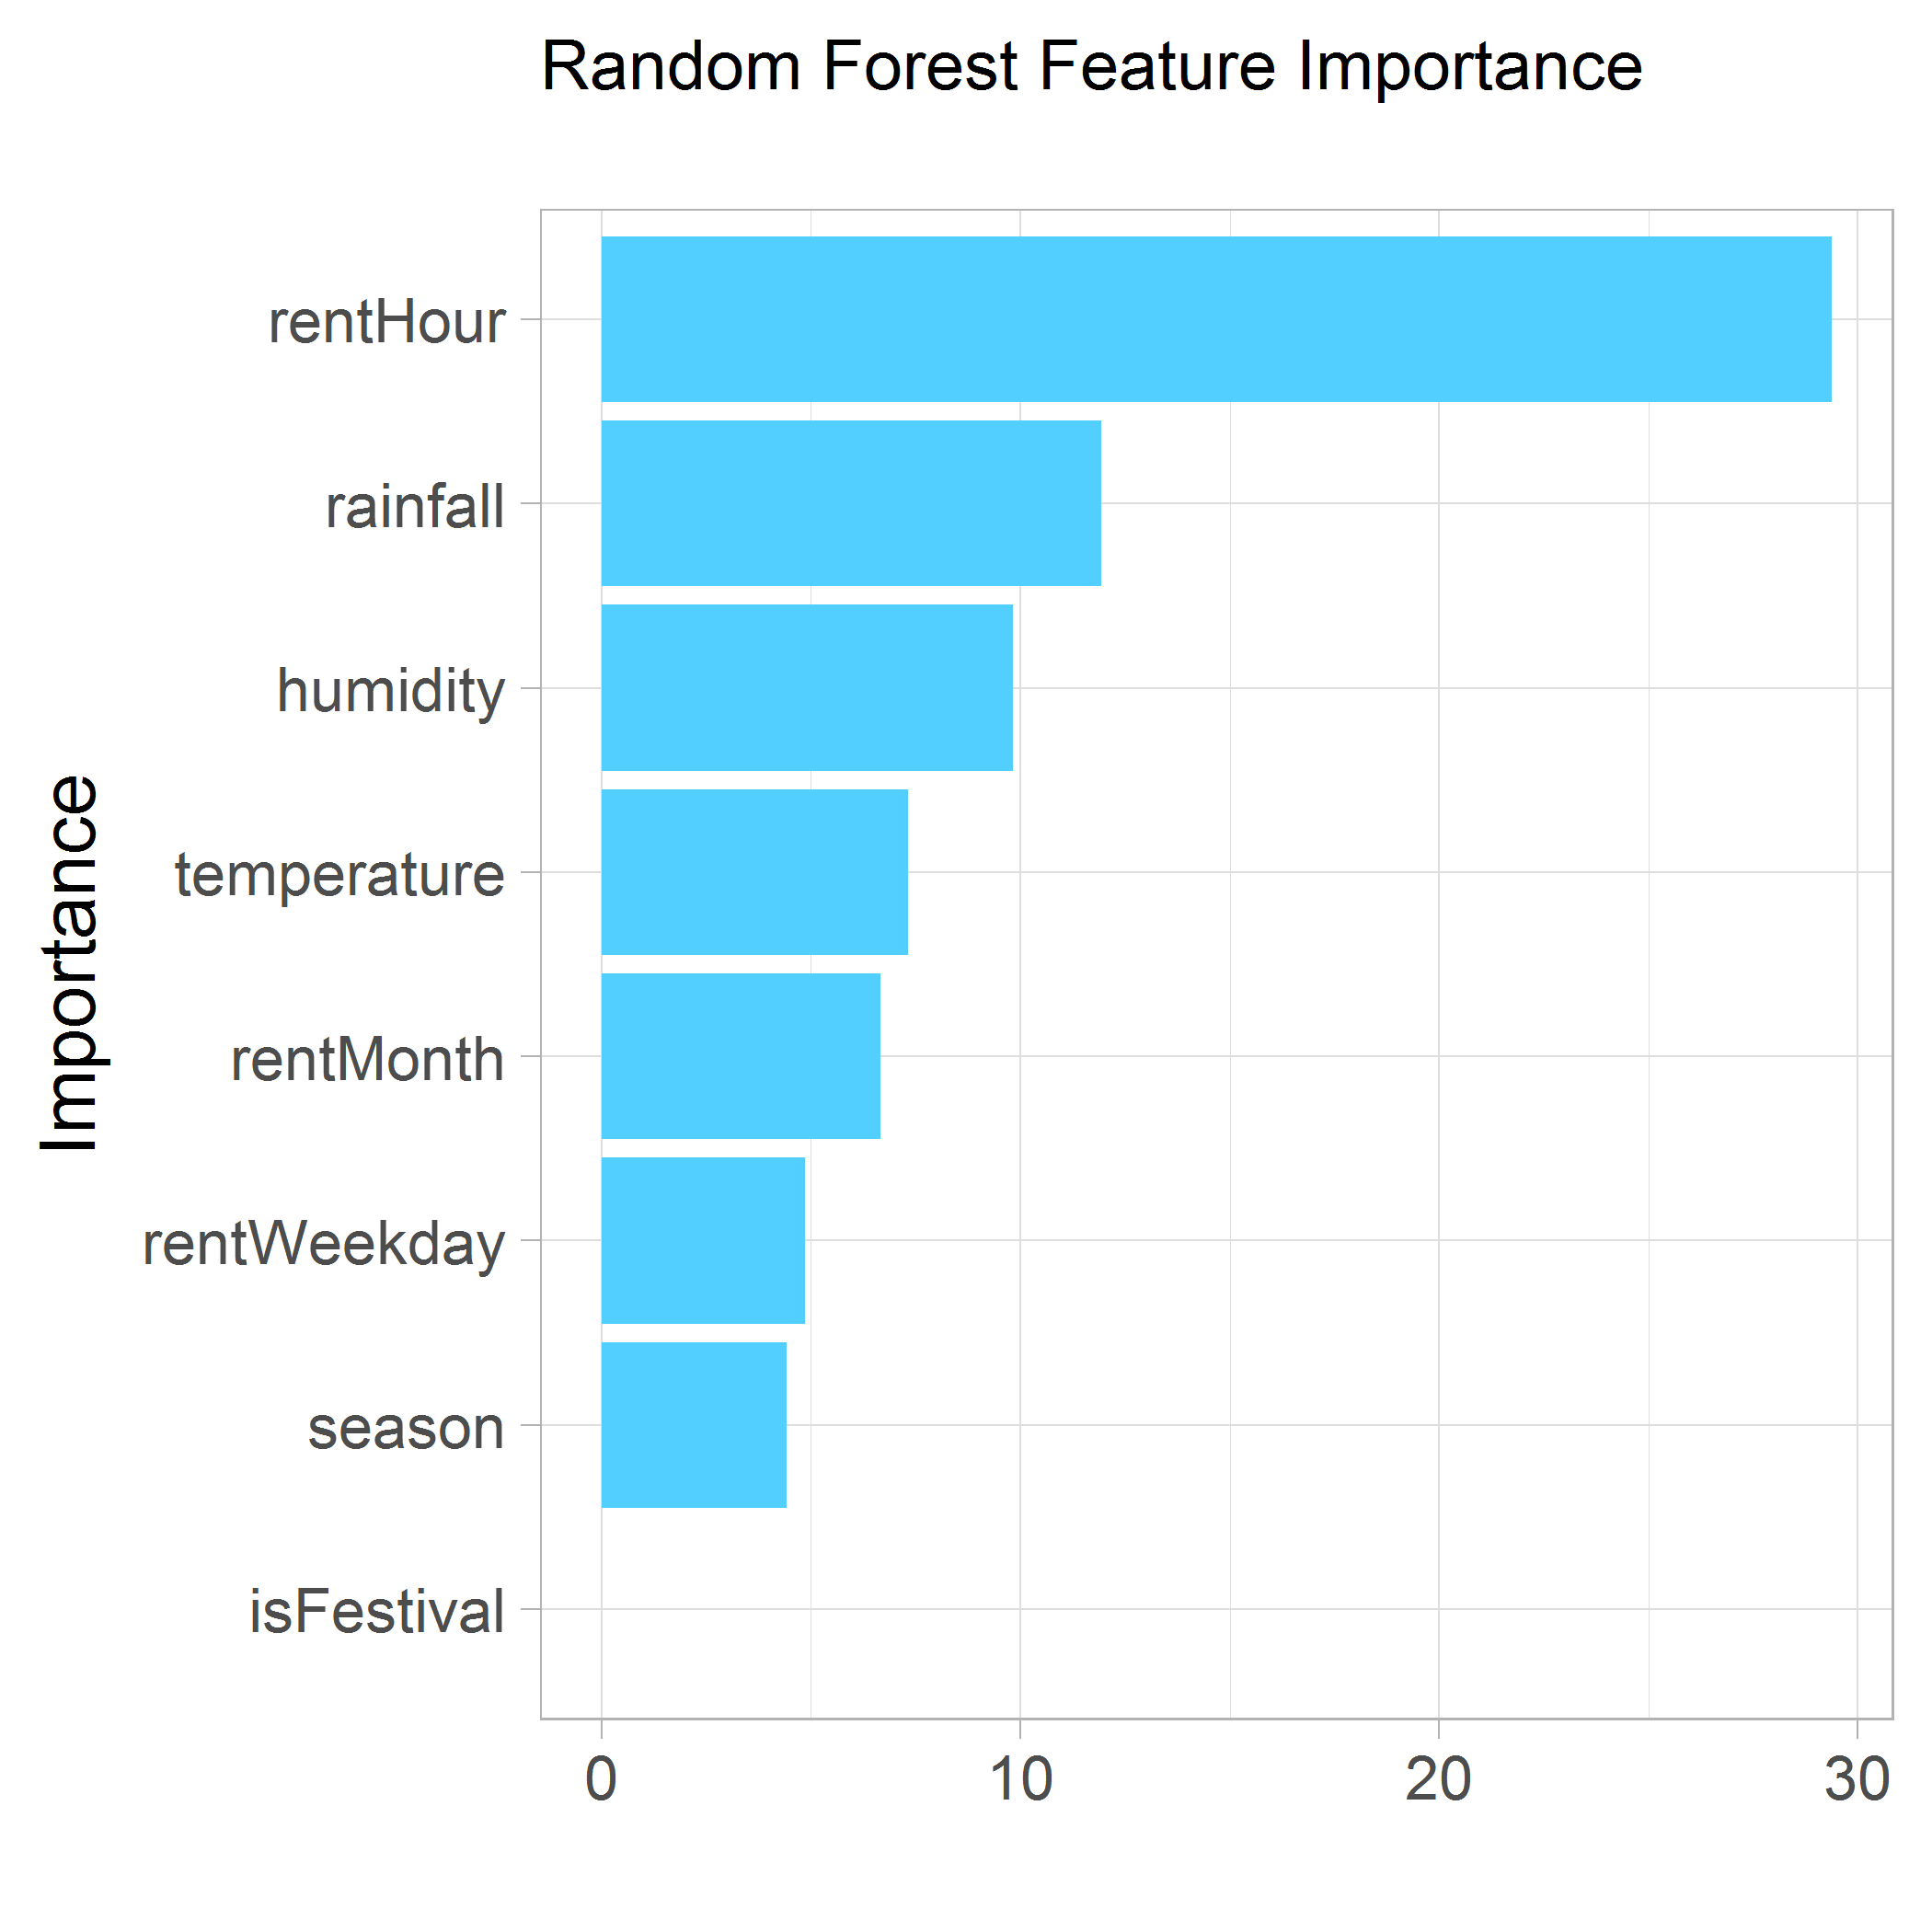 Random Forest Feature Importance
Importance
rentHour
rainfall
humidity
temperature
rentMonth
rentWeekday
season
isFestival
0 10 20 30